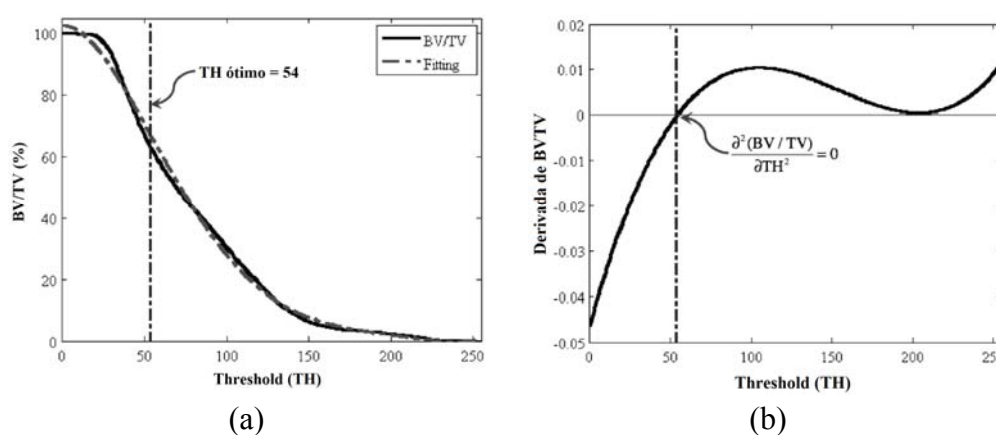 100
80
60
40
20
0
BV/TV (%)
BV/TV
Fitting
TH ótimo = 54
0 50 100 150 200 250
Threshold (TH)
(a)
0.02
0.01
0
-0.01
-0.02
-0.03
-0.04
-0.05
Derivada de BVTV
∂²(BV / TV)
∂TH²
=0
0 50 100 150 200 250
Threshold (TH)
(b)